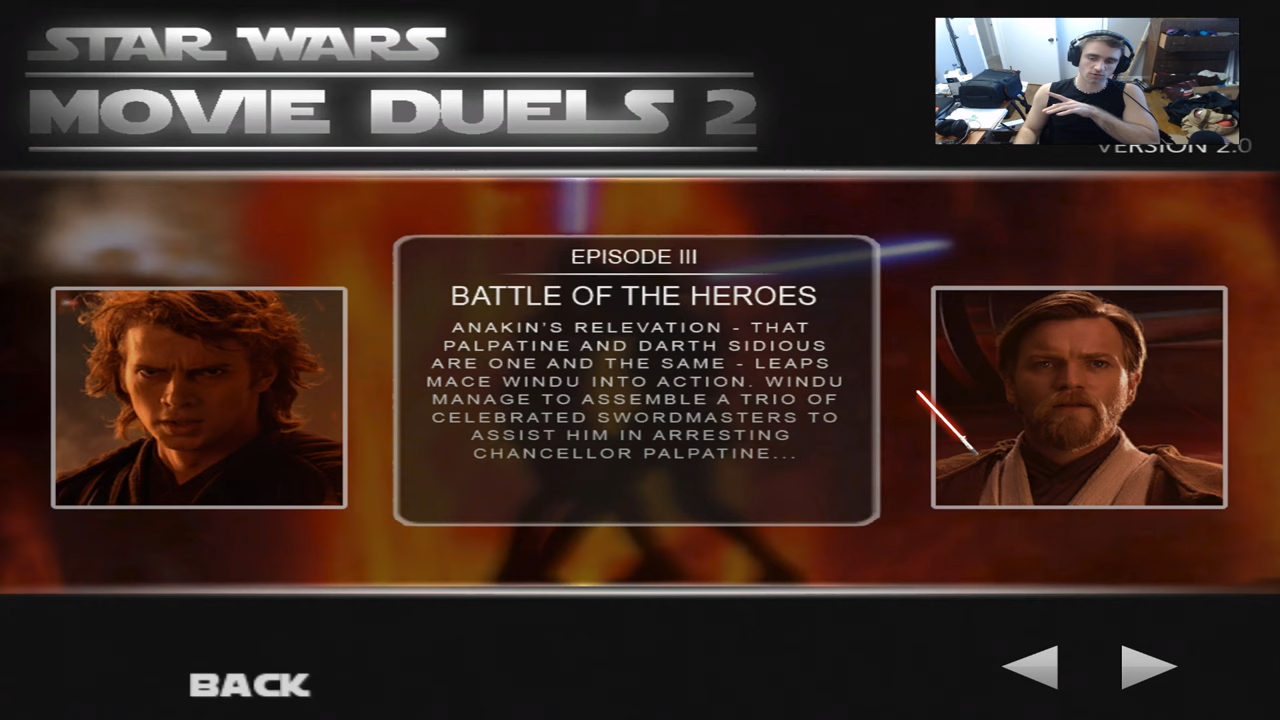 STAR WARS
MOVIE DUELS 2
VERSION 2.0
EPISODE III
BATTLE OF THE HEROES
ANAKIN'S RELEVATION - THAT
PALPATINE AND DARTH SIDIOUS
ARE ONE AND THE SAME - LEAPS
MACE WINDU INTO ACTION. WINDU
MANAGE TO ASSEMBLE A TRIO OF
CELEBRATED SWORDMASTERS TO
ASSIST HIM IN ARRESTING
CHANCELLOR PALPATINE...
BACK